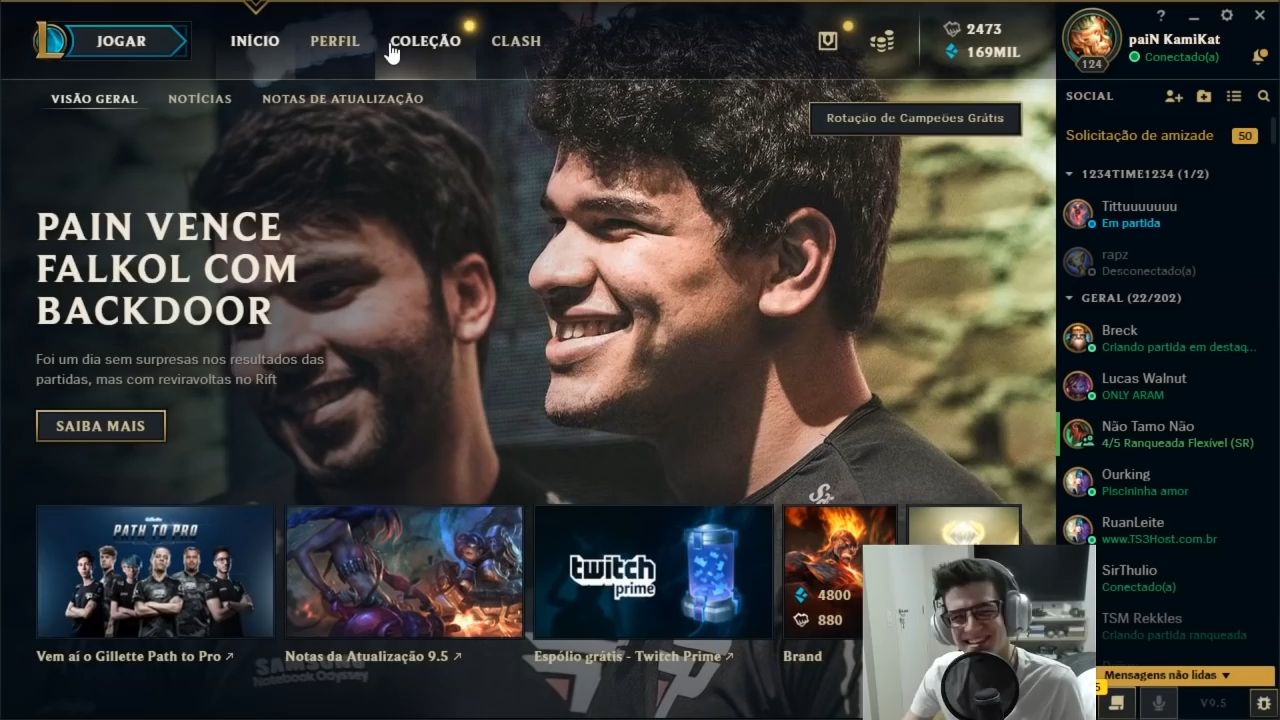 JOGAR
INÍCIO
PERFIL
COLEÇÃO
CLASH
2473
169MIL
124
?
paiN KamiKat
Conectado(a)
VISÃO GERAL
NOTÍCIAS
NOTAS DE ATUALIZAÇÃO
Rotação de Campeões Grátis
PAIN VENCE
FALKOL COM
BACKDOOR
Foi um dia sem surpresas nos resultados das
partidas, mas com reviravoltas no Rift
SAIBA MAIS
PATH TO PRO
twitch
prime
4800
880
Vem aí o Gillette Path to Pro
Notas da Atualização 9.5
Espólio grátis - Twitch Prime
Brand
SAMSUNG
Notebook Odyssey
SOCIAL
Solicitação de amizade 50
1234TIME1234 (1/2)
Tittuuuuuuu
Em partida
rapz
Desconectado(a)
GERAL (22/202)
Breck
Criando partida em destaq...
Lucas Walnut
ONLY ARAM
Não Tamo Não
4/5 Ranqueada Flexível (SR)
Ourking
Piscininha amor
RuanLeite
www.TS3Host.com.br
SirThulio
Conectado(a)
TSM Rekkles
Criando partida ranqueada
Mensagens não lidas
5
V9.5